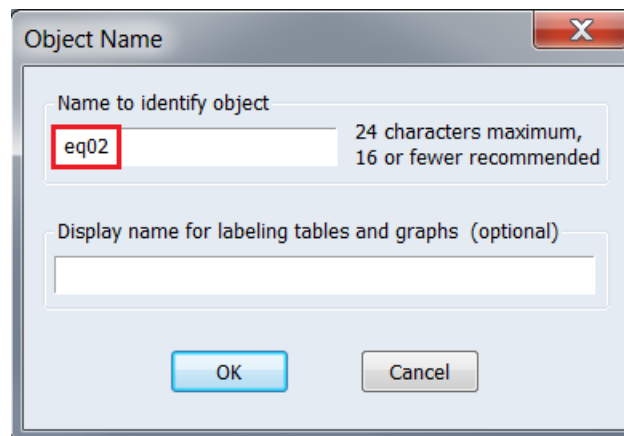 Object Name
X
Name to identify object
eq02
24 characters maximum,
16 or fewer recommended
Display name for labeling tables and graphs (optional)
OK
Cancel